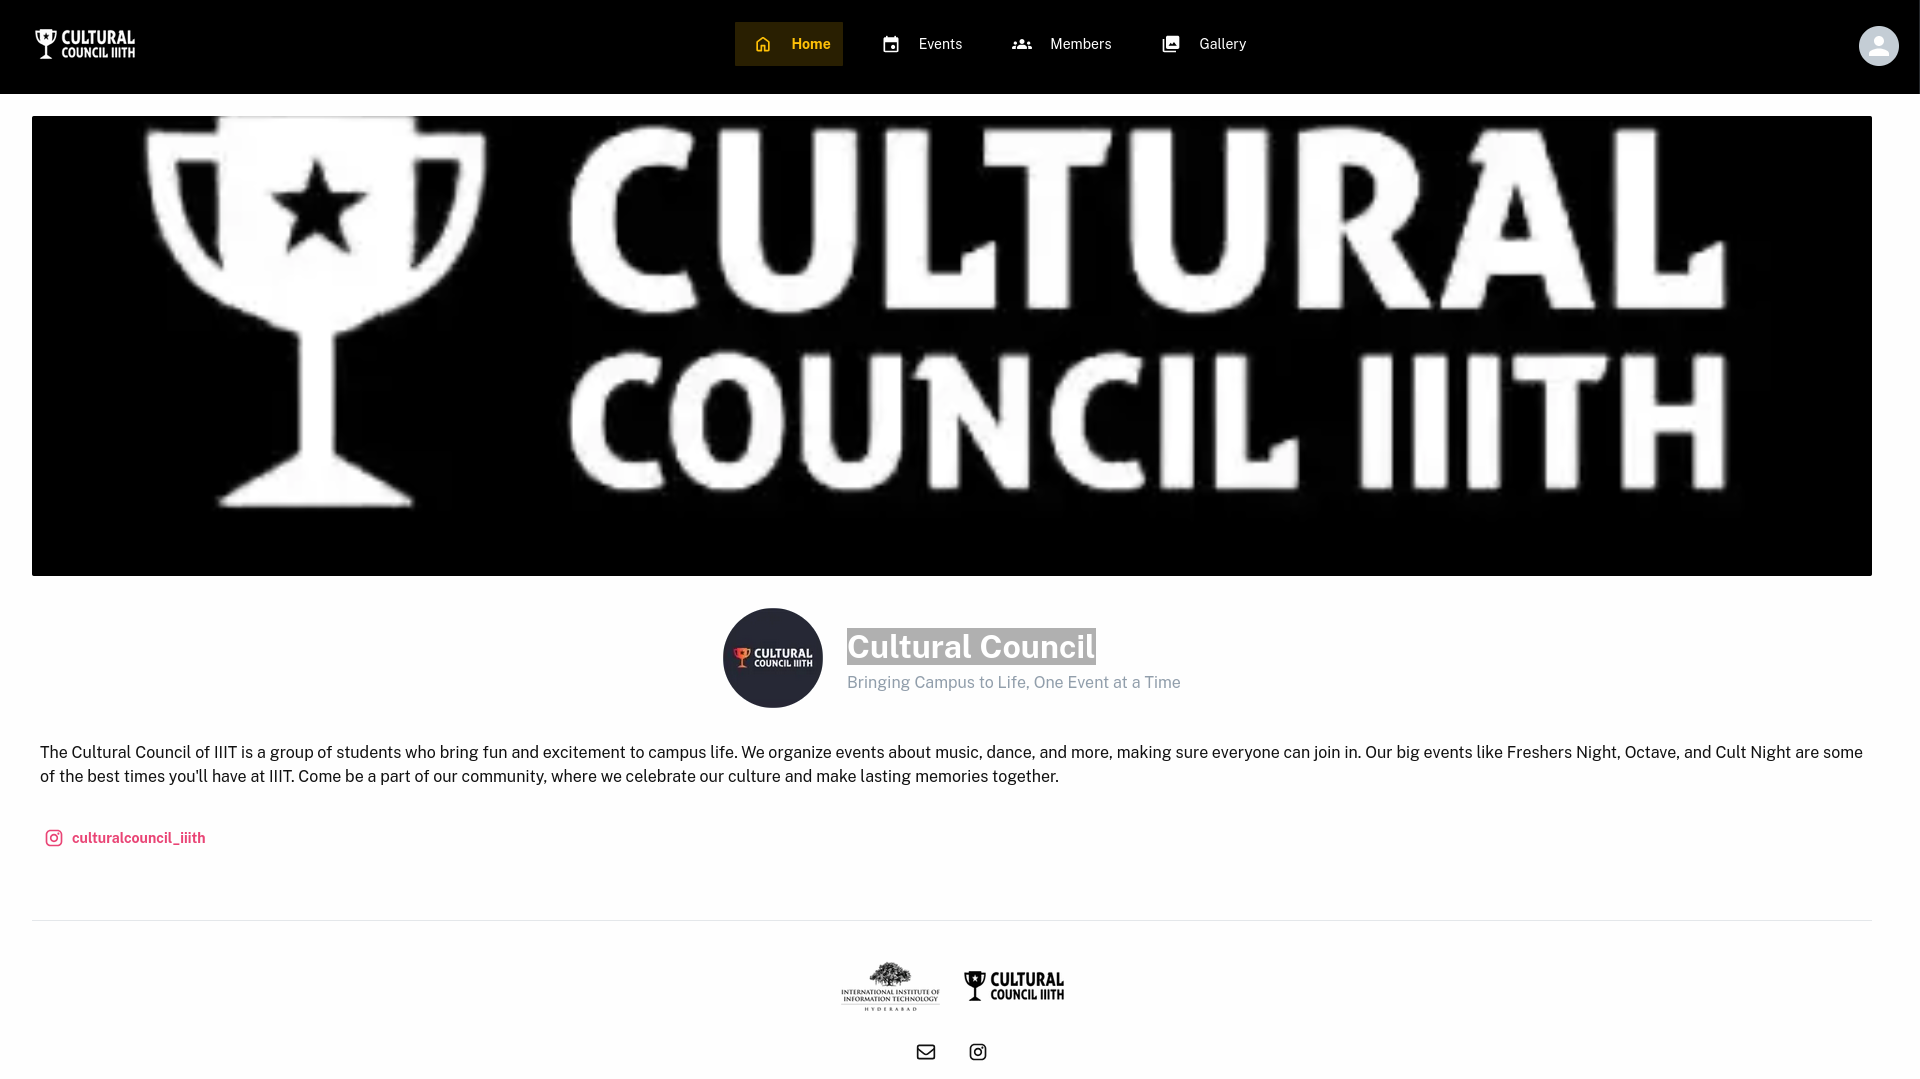 CULTURAL
COUNCIL IIITH
Home
Events
Members
Gallery
CULTURAL
COUNCIL IIITH
CULTURAL
COUNCIL IIITH
Cultural Council
Bringing Campus to Life, One Event at a Time
The Cultural Council of IIIT is a group of students who bring fun and excitement to campus life. We organize events about music, dance, and more, making sure everyone can join in. Our big events like Freshers Night, Octave, and Cult Night are some
of the best times you'll have at IIIT. Come be a part of our community, where we celebrate our culture and make lasting memories together.
culturalcouncil_iiith
INTERNATIONAL INSTITUTE OF
INFORMATION TECHNOLOGY
HYDERABAD
CULTURAL
COUNCIL IIITH